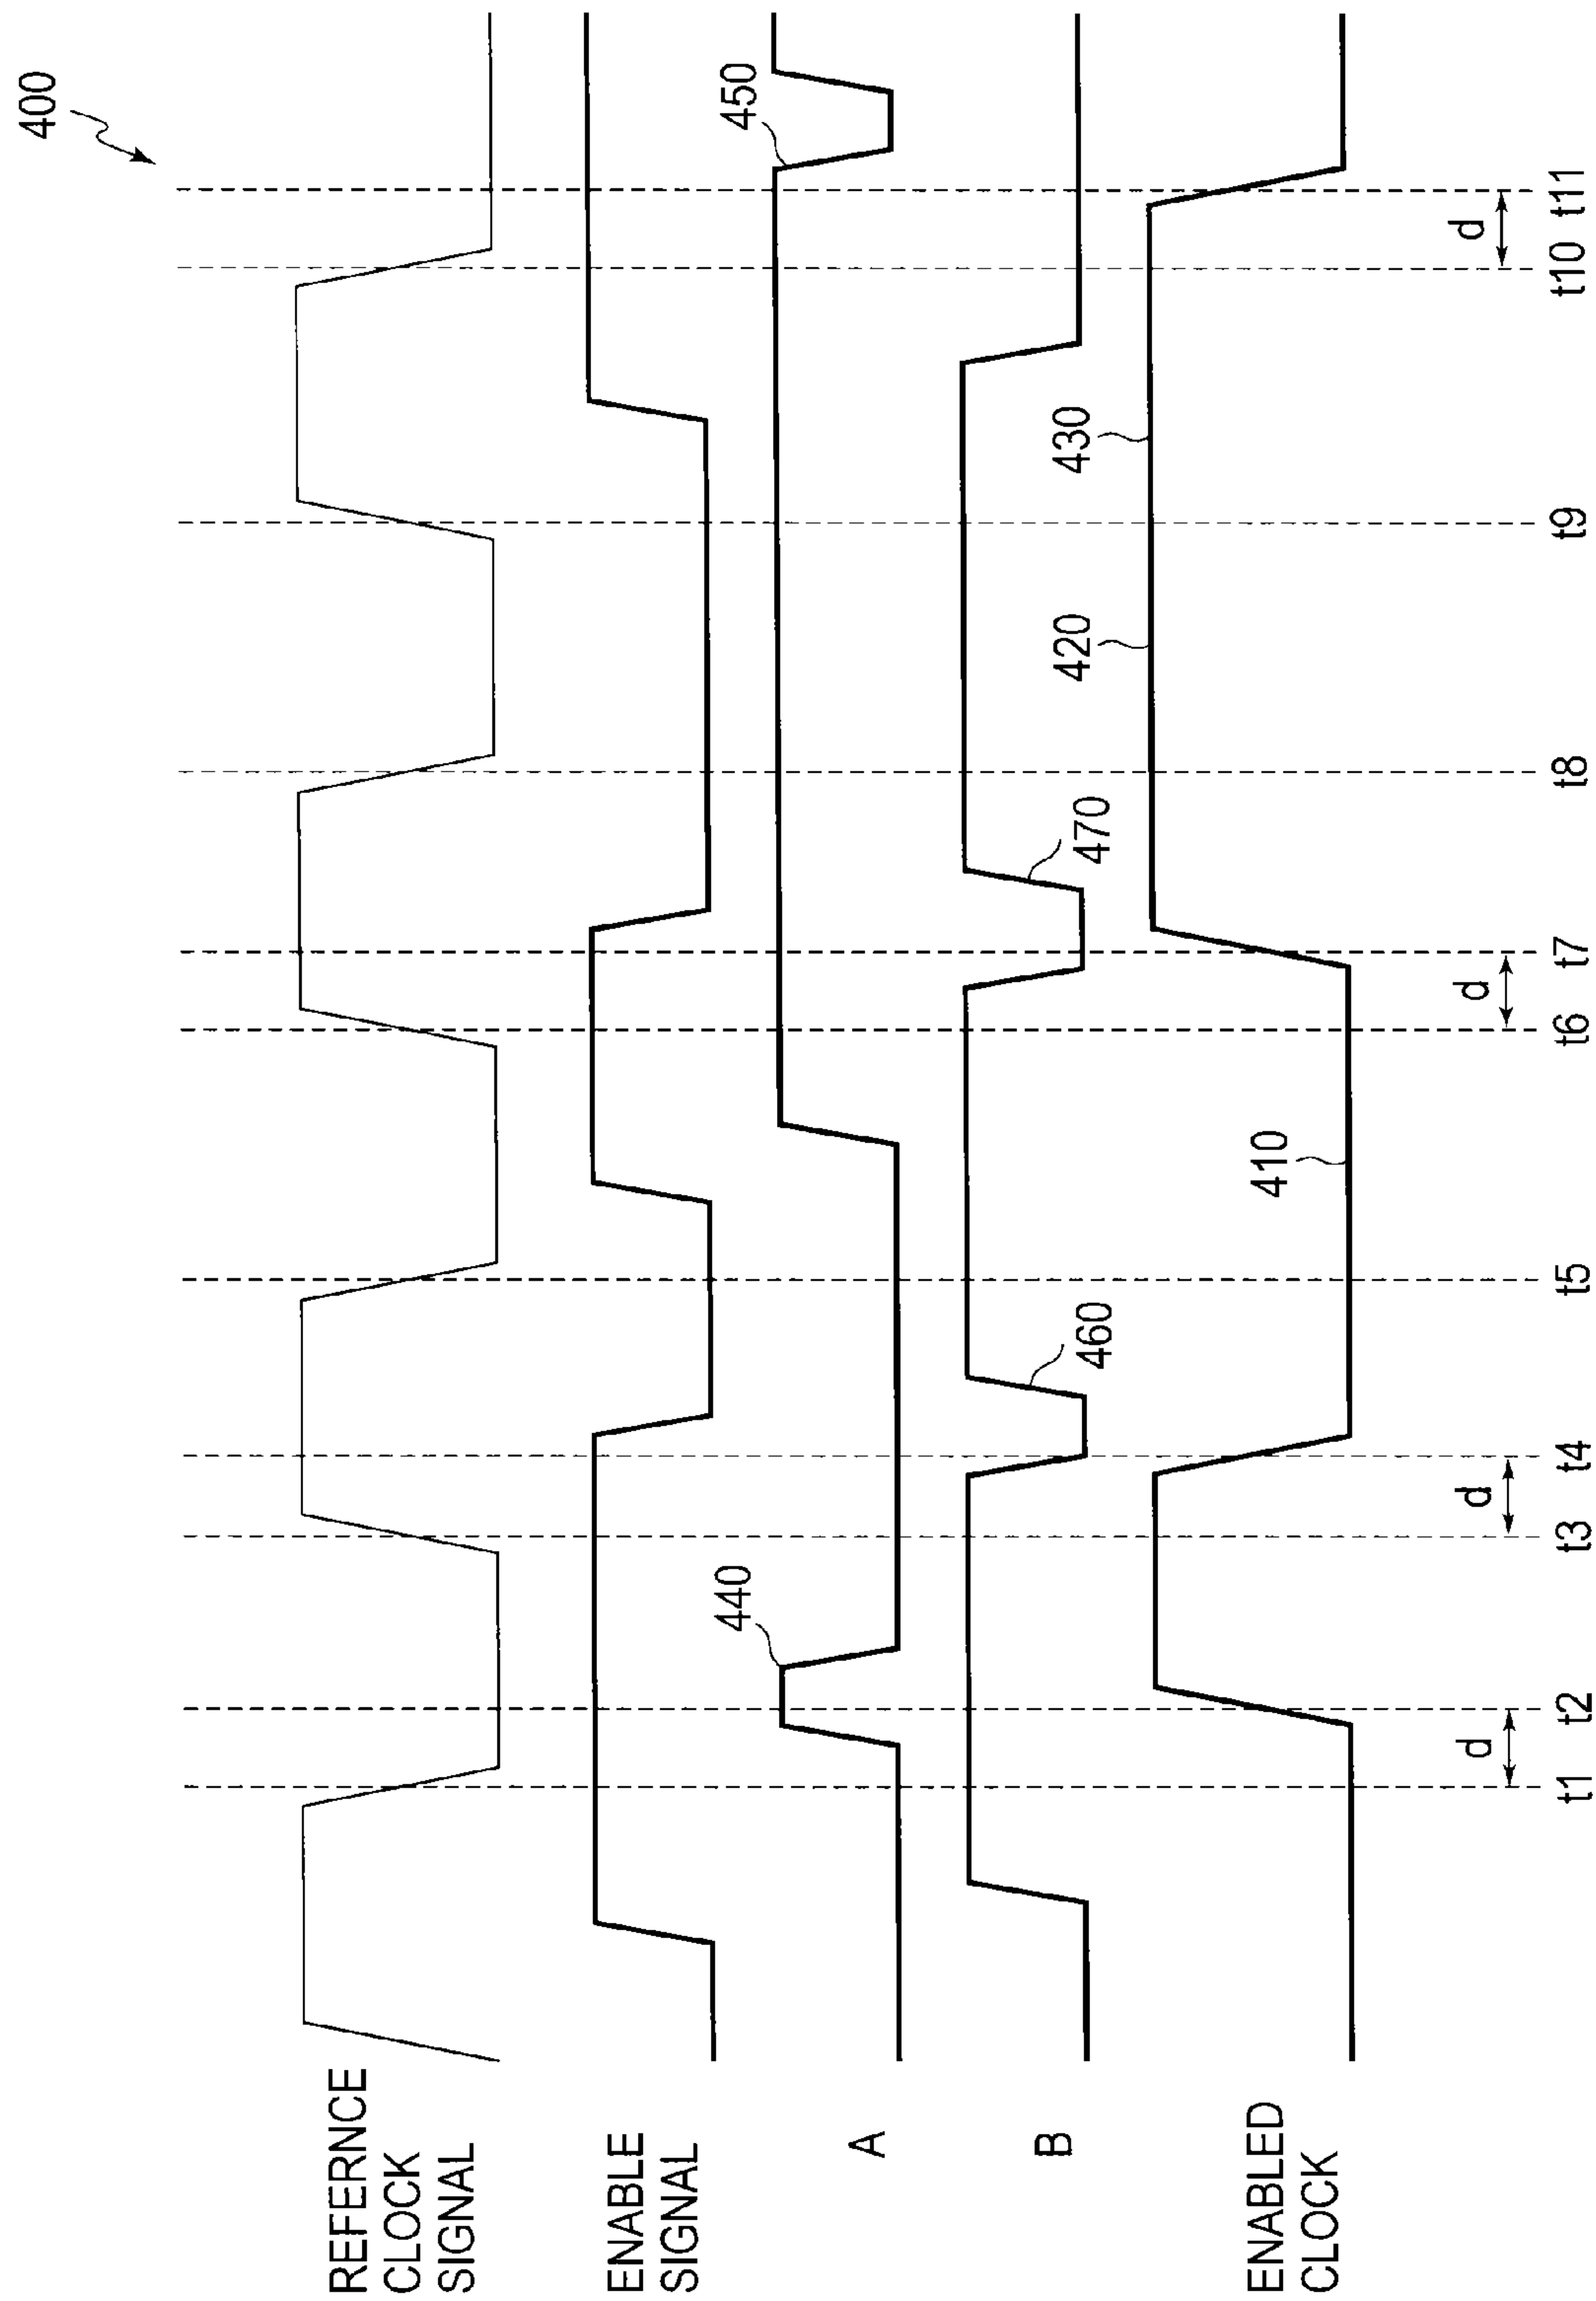 400
REFERNCE
CLOCK
SIGNAL
ENABLE
SIGNAL
A
440
450
B
460
470
ENABLED
CLOCK
410
420
430
d
d
d
d
t1
t2
t3
t4
t5
t6
t7
t8
t9
t10
t11